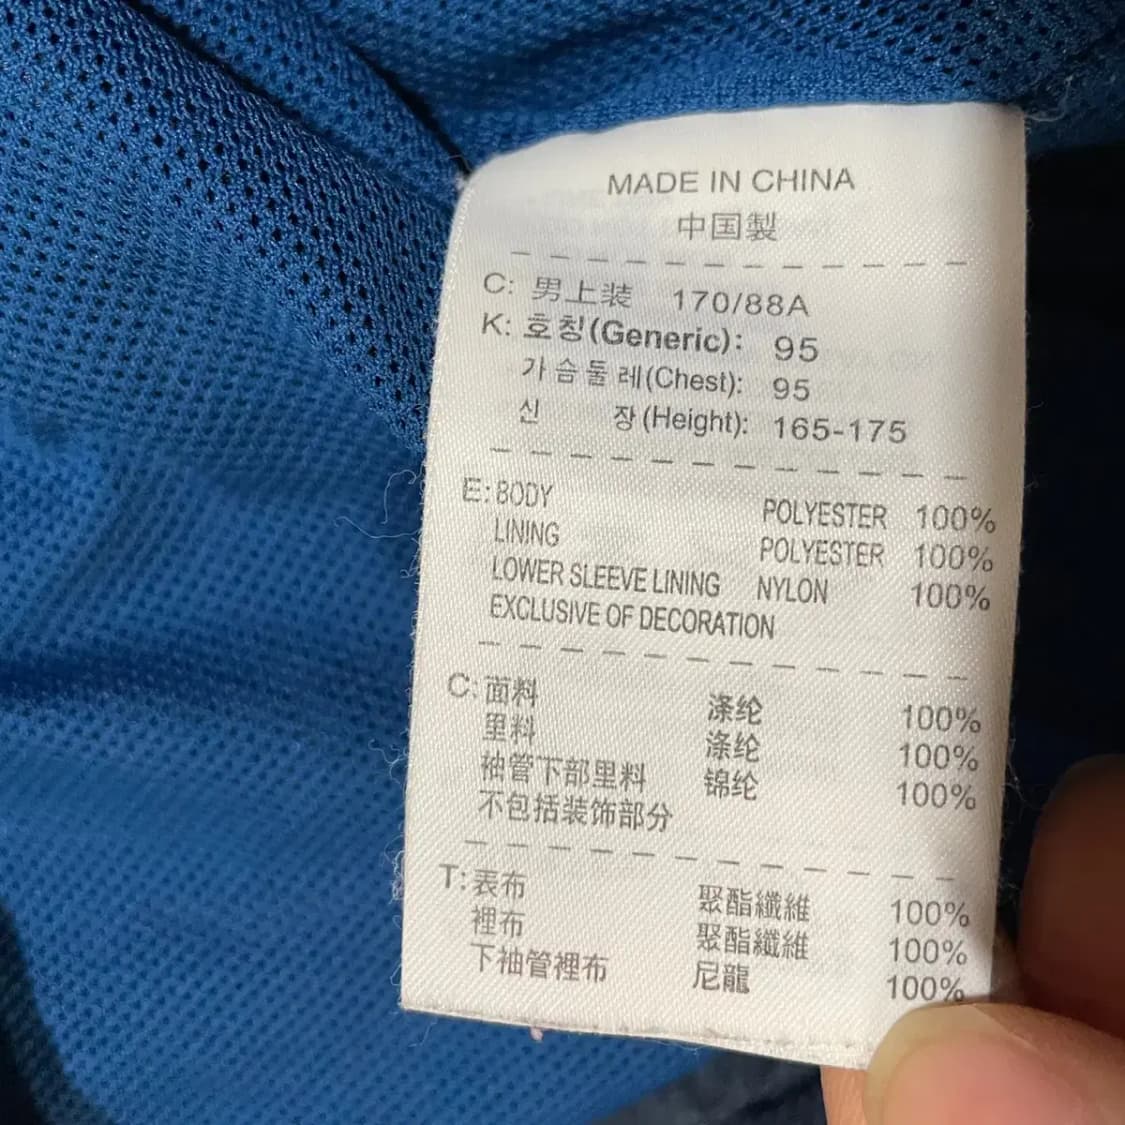 MADE IN CHINA
中国製
C: 男上装 170/88A
K: 호칭(Generic): 95
가슴둘레(Chest): 95
신 장(Height): 165-175
E: BODY POLYESTER 100%
LINING POLYESTER 100%
LOWER SLEEVE LINING NYLON 100%
EXCLUSIVE OF DECORATION
C: 面料 涤纶 100%
里料 涤纶 100%
袖管下部里料 锦纶 100%
不包括装饰部分
T: 表布 聚酯纖維 100%
裡布 聚酯纖維 100%
下袖管裡布 尼龍 100%